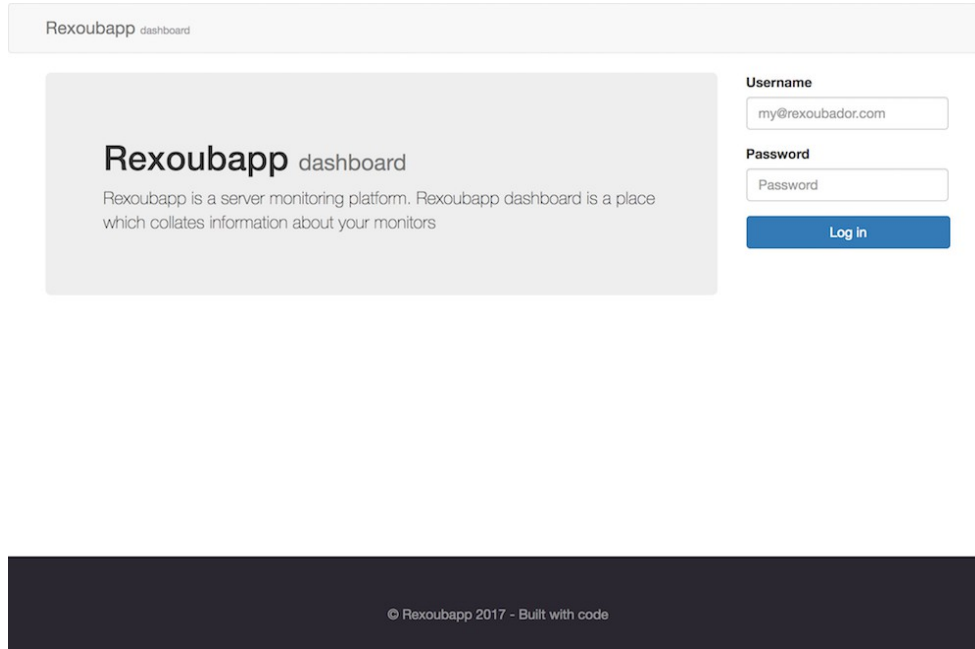 Rexoubapp dashboard
Rexoubapp dashboard
Rexoubapp is a server monitoring platform. Rexoubapp dashboard is a place
which collates information about your monitors
Username
my@rexoubador.com
Password
Password
Log in
© Rexoubapp 2017 - Built with code